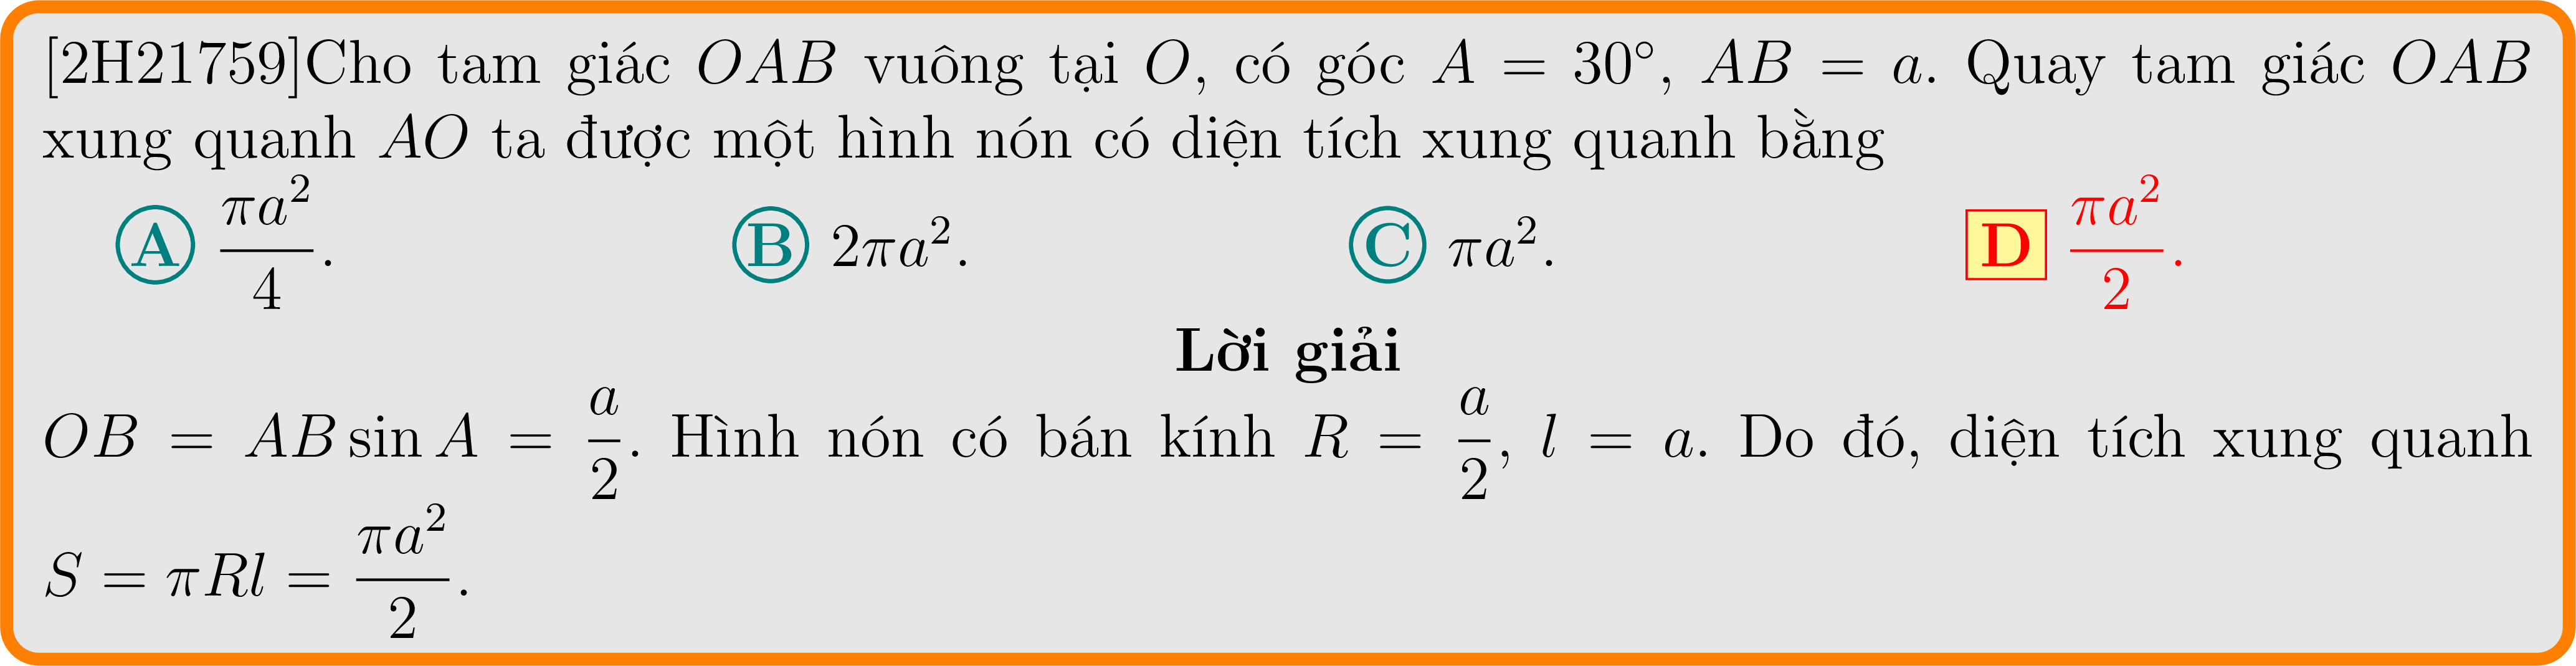 [2H21759]Cho tam giác OAB vuông tại O, có góc A = 30°, AB = a. Quay tam giác OAB
xung quanh AO ta được một hình nón có diện tích xung quanh bằng
A $\frac{\pi a^2}{4}$. B $2\pi a^2$. C $\pi a^2$. D $\frac{\pi a^2}{2}$.
Lời giải
$OB = AB \sin A = \frac{a}{2}$. Hình nón có bán kính $R = \frac{a}{2}$, $l = a$. Do đó, diện tích xung quanh
$S = \pi Rl = \frac{\pi a^2}{2}$.